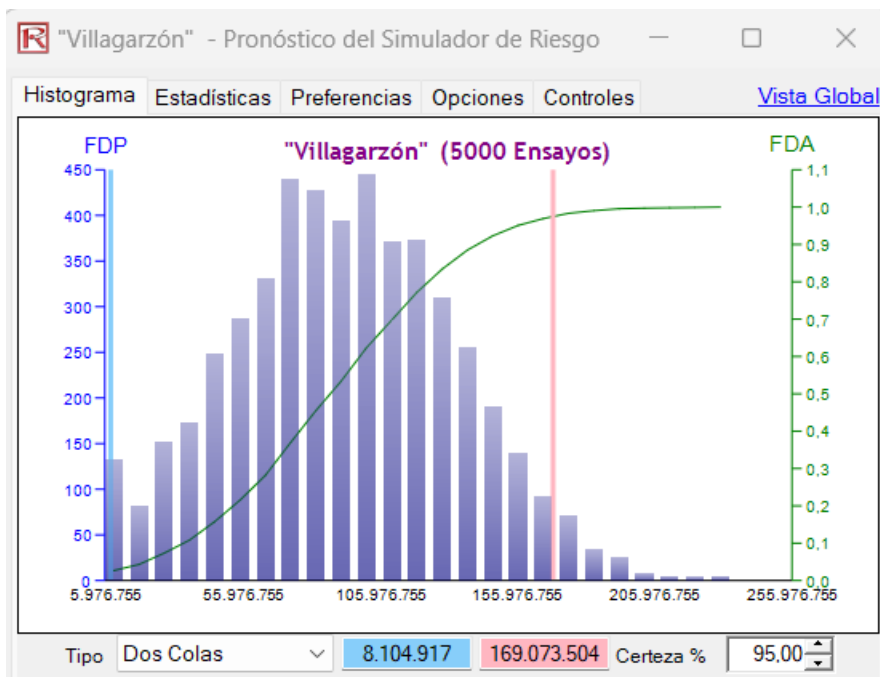 "Villagarzón" - Pronóstico del Simulador de Riesgo
Histograma Estadísticas Preferencias Opciones Controles Vista Global
FDP "Villagarzón" (5000 Ensayos) FDA
450 1,1
400 1,0
350 0,9
300 0,8
250 0,7
200 0,6
150 0,5
100 0,4
50 0,3
0 0,2
0,1
0,0
5.976.755 55.976.755 105.976.755 155.976.755 205.976.755 255.976.755
Tipo Dos Colas 8.104.917 169.073.504 Certeza % 95,00